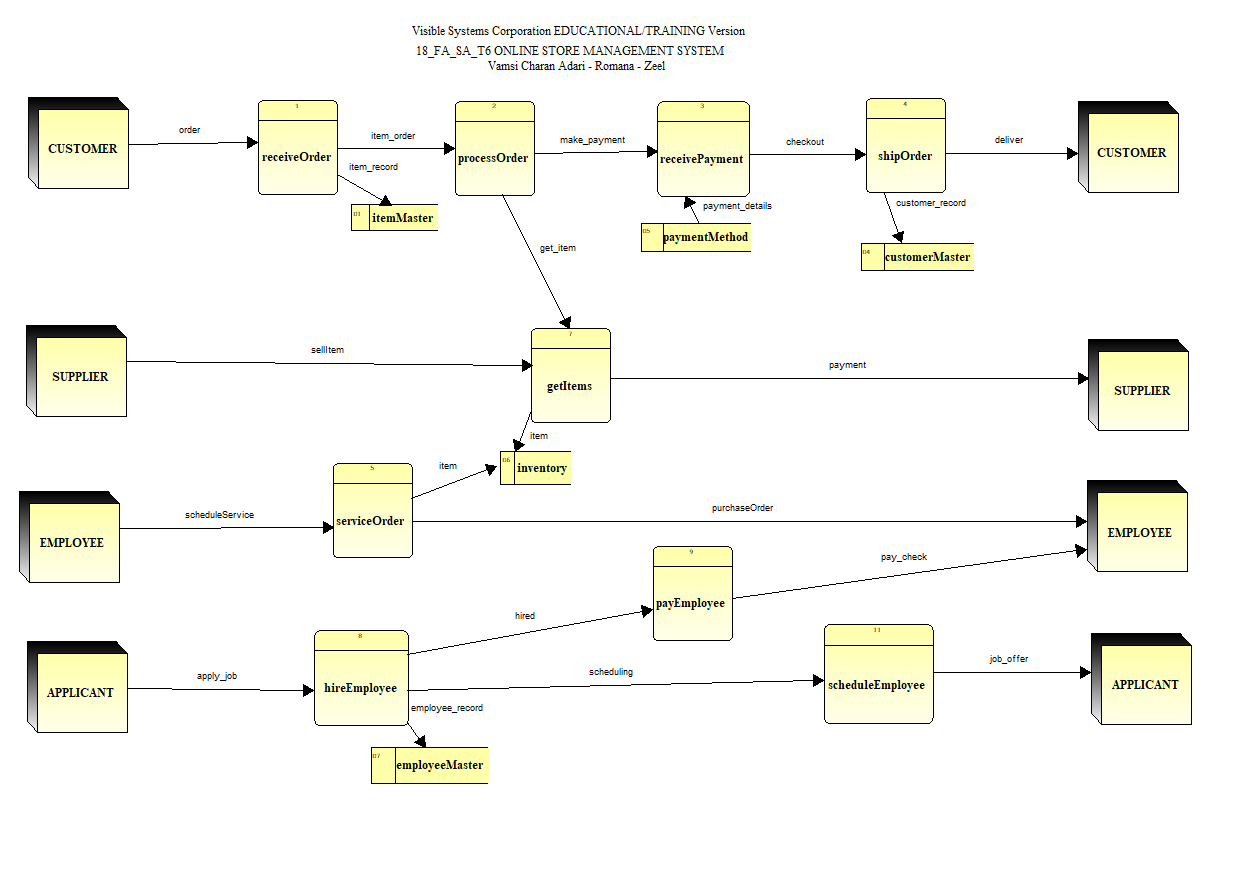 Visible Systems Corporation EDUCATIONAL/TRAINING Version
18_FA_SA_T6 ONLINE STORE MANAGEMENT SYSTEM
Vamsi Charan Adari - Romana - Zeel
CUSTOMER
order
1
receiveOrder
item_order
item_record
01
itemMaster
2
processOrder
make_payment
3
receivePayment
payment_details
05
paymentMethod
checkout
4
shipOrder
customer_record
04
customerMaster
deliver
CUSTOMER
get_item
SUPPLIER
sellItem
7
getItems
payment
SUPPLIER
item
06
inventory
EMPLOYEE
scheduleService
5
serviceOrder
item
purchaseOrder
EMPLOYEE
9
payEmployee
pay_check
APPLICANT
apply_job
8
hireEmployee
hired
scheduling
employee_record
07
employeeMaster
11
scheduleEmployee
job_offer
APPLICANT